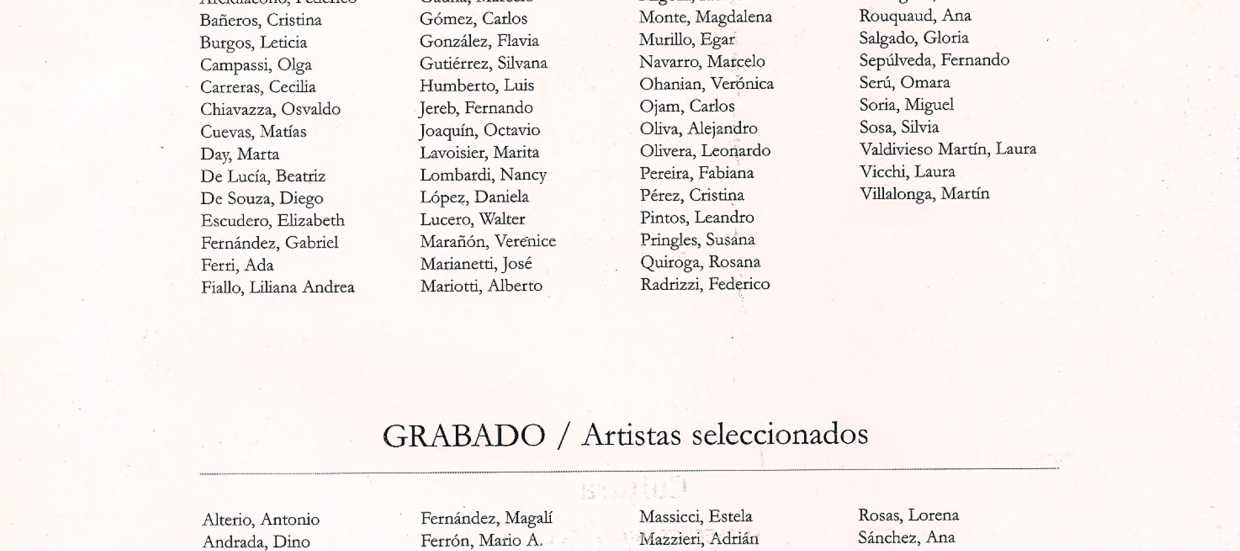 Bañeros, Cristina
Burgos, Leticia
Campassi, Olga
Carreras, Cecilia
Chiavazza, Osvaldo
Cuevas, Matías
Day, Marta
De Lucía, Beatriz
De Souza, Diego
Escudero, Elizabeth
Fernández, Gabriel
Ferri, Ada
Fiallo, Liliana Andrea
Gómez, Carlos
González, Flavia
Gutiérrez, Silvana
Humberto, Luis
Jereb, Fernando
Joaquín, Octavio
Lavoisier, Marita
Lombardi, Nancy
López, Daniela
Lucero, Walter
Marañón, Verenice
Marianetti, José
Mariotti, Alberto
Monte, Magdalena
Murillo, Egar
Navarro, Marcelo
Ohanian, Verónica
Ojam, Carlos
Oliva, Alejandro
Olivera, Leonardo
Pereira, Fabiana
Pérez, Cristina
Pintos, Leandro
Pringles, Susana
Quiroga, Rosana
Radrizzi, Federico
Rouquaud, Ana
Salgado, Gloria
Sepúlveda, Fernando
Serú, Omara
Soria, Miguel
Sosa, Silvia
Valdivieso Martín, Laura
Vicchi, Laura
Villalonga, Martín
GRABADO / Artistas seleccionados
Alterio, Antonio
Andrada, Dino
Fernández, Magalí
Ferrón, Mario A.
Massicci, Estela
Mazzieri, Adrián
Rosas, Lorena
Sánchez, Ana